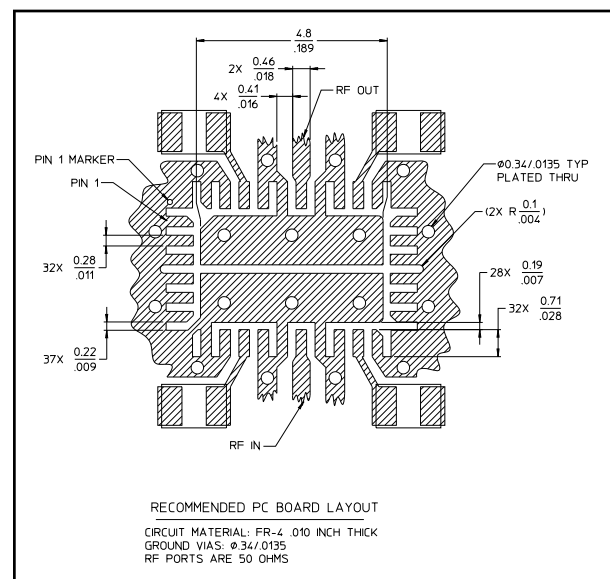 4.8
.189
2X 0.46
.018
4X 0.41
.016
RF OUT
PIN 1 MARKER
PIN 1
Ø0.34/.0135 TYP
PLATED THRU
(2X R 0.1
.004)
32X 0.28
.011
28X 0.19
.007
32X 0.71
.028
37X 0.22
.009
RF IN
RECOMMENDED PC BOARD LAYOUT
CIRCUIT MATERIAL: FR-4 .010 INCH THICK
GROUND VIAS: Ø.34/.0135
RF PORTS ARE 50 OHMS